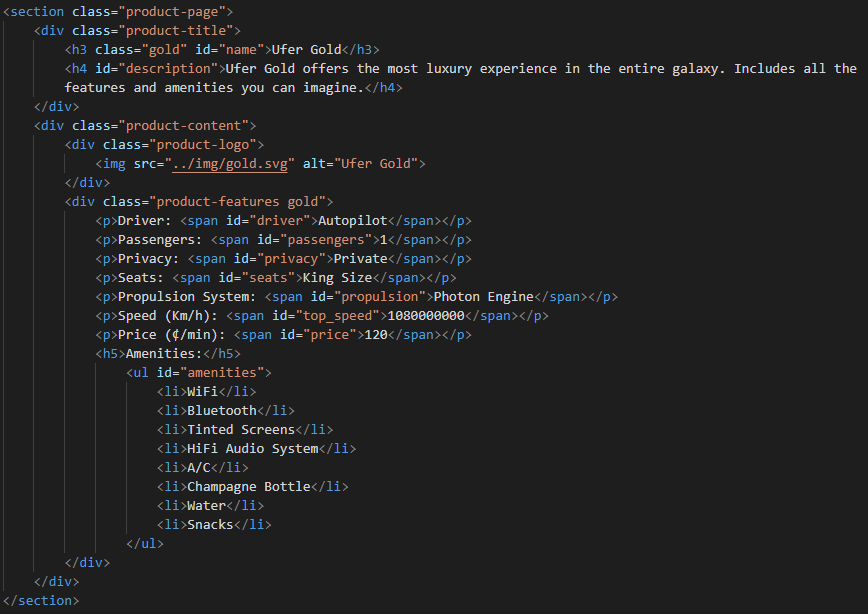 <section class="product-page">
    <div class="product-title">
        <h3 class="gold" id="name">Ufer Gold</h3>
        <h4 id="description">Ufer Gold offers the most luxury experience in the entire galaxy. Includes all the
        features and amenities you can imagine.</h4>
    </div>
    <div class="product-content">
        <div class="product-logo">
            <img src="../img/gold.svg" alt="Ufer Gold">
        </div>
        <div class="product-features gold">
            <p>Driver: <span id="driver">Autopilot</span></p>
            <p>Passengers: <span id="passengers">1</span></p>
            <p>Privacy: <span id="privacy">Private</span></p>
            <p>Seats: <span id="seats">King Size</span></p>
            <p>Propulsion System: <span id="propulsion">Photon Engine</span></p>
            <p>Speed (Km/h): <span id="top_speed">1080000000</span></p>
            <p>Price (₡/min): <span id="price">120</span></p>
            <h5>Amenities:</h5>
                <ul id="amenities">
                    <li>WiFi</li>
                    <li>Bluetooth</li>
                    <li>Tinted Screens</li>
                    <li>HiFi Audio System</li>
                    <li>A/C</li>
                    <li>Champagne Bottle</li>
                    <li>Water</li>
                    <li>Snacks</li>
                </ul>
        </div>
    </div>
</section>